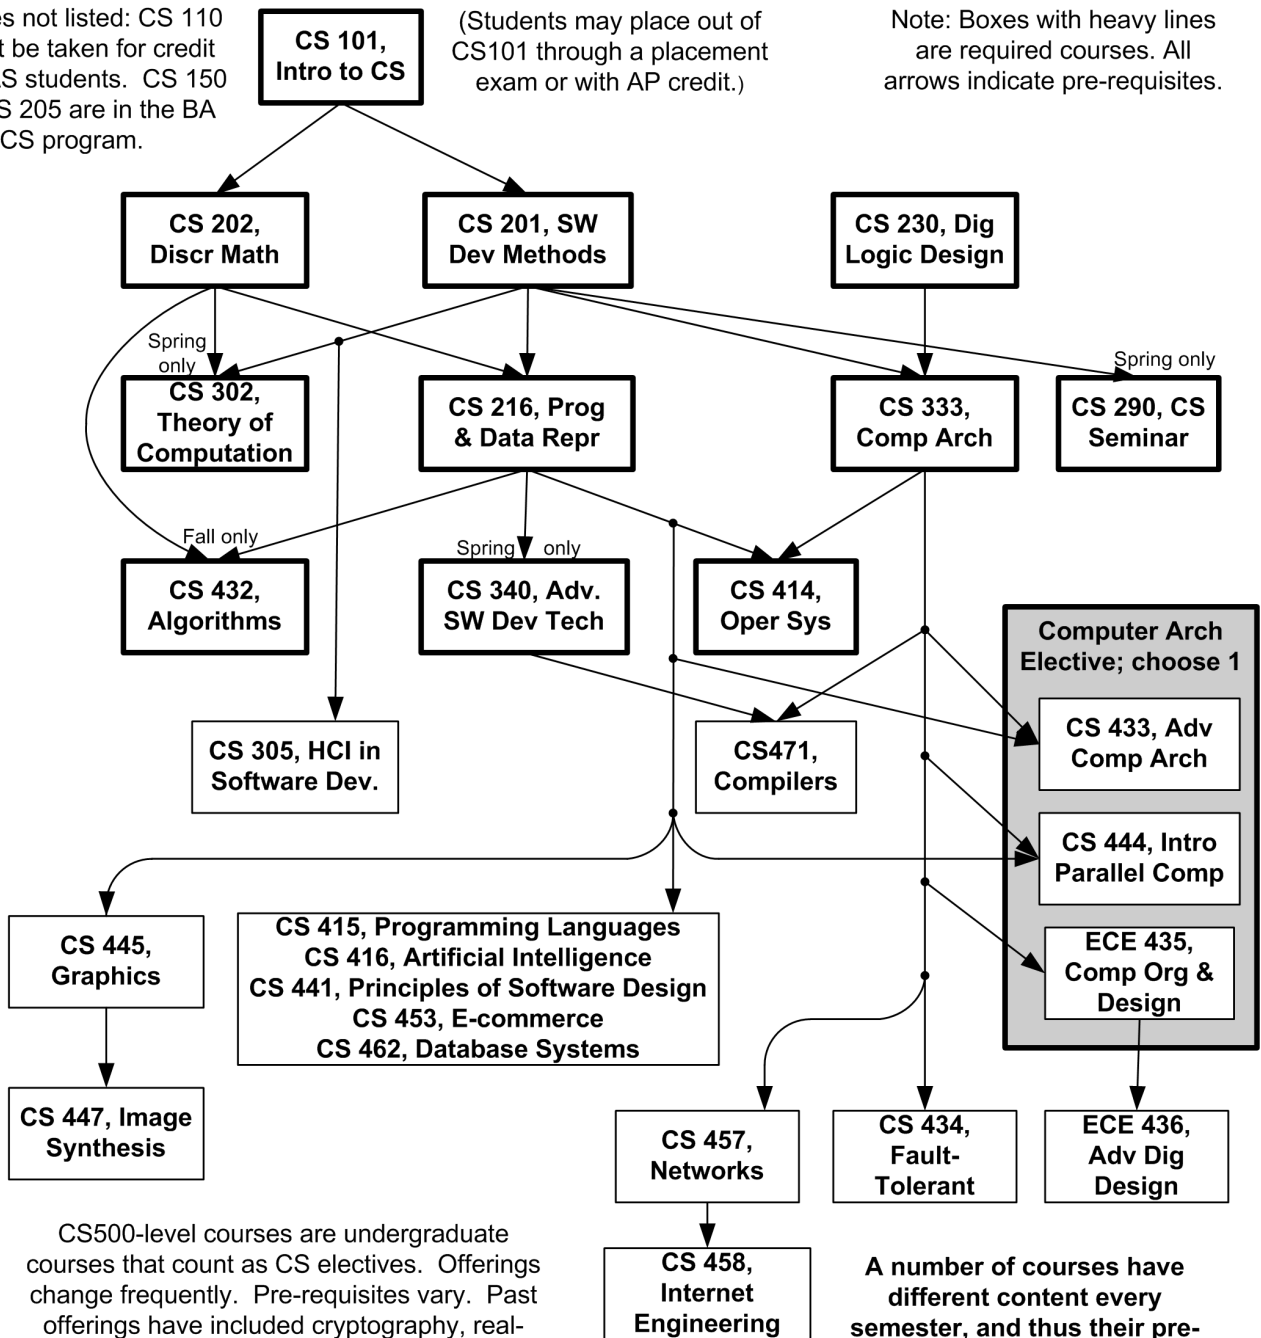 es not listed: CS 110
t be taken for credit
AS students.  CS 150
S 205 are in the BA
CS program.
CS 101,
Intro to CS
(Students may place out of
CS101 through a placement
exam or with AP credit.)
Note: Boxes with heavy lines
are required courses. All
arrows indicate pre-requisites.
CS 202,
Discr Math
CS 201, SW
Dev Methods
CS 230, Dig
Logic Design
Spring
only
CS 302,
Theory of
Computation
CS 216, Prog
& Data Repr
CS 333,
Comp Arch
Spring only
CS 290, CS
Seminar
Fall only
CS 432,
Algorithms
Spring only
CS 340, Adv.
SW Dev Tech
CS 414,
Oper Sys
Computer Arch
Elective; choose 1
CS 433, Adv
Comp Arch
CS 444, Intro
Parallel Comp
ECE 435,
Comp Org &
Design
CS 305, HCI in
Software Dev.
CS471,
Compilers
CS 445,
Graphics
CS 415, Programming Languages
CS 416, Artificial Intelligence
CS 441, Principles of Software Design
CS 453, E-commerce
CS 462, Database Systems
CS 447, Image
Synthesis
CS 457,
Networks
CS 434,
Fault-
Tolerant
ECE 436,
Adv Dig
Design
CS 458,
Internet
Engineering
CS500-level courses are undergraduate
courses that count as CS electives.  Offerings
change frequently.  Pre-requisites vary.  Past
offerings have included cryptography, real-
A number of courses have
different content every
semester, and thus their pre-